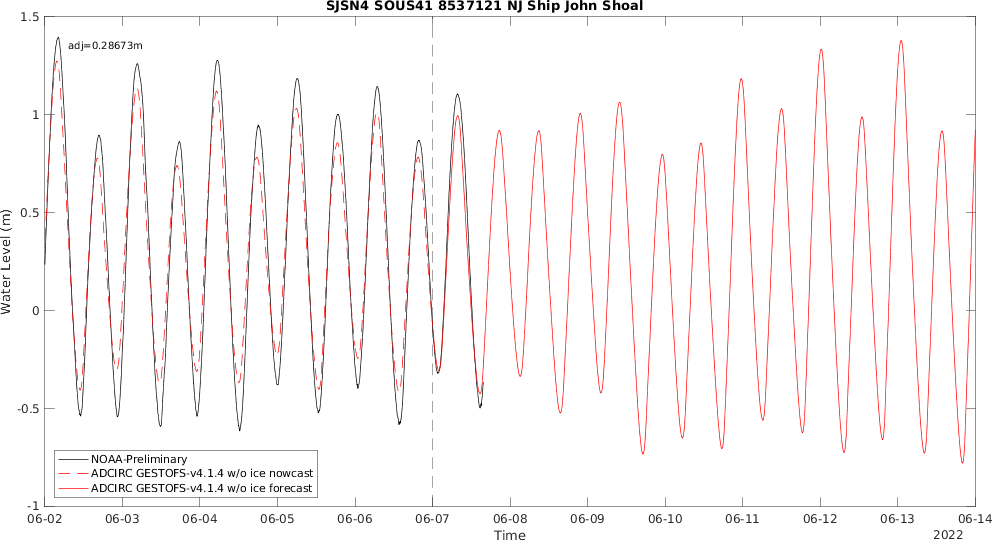 SJSN4 SOUS41 8537121 NJ Ship John Shoal
adj=0.28673m
Water Level (m)
1.5
1
0.5
0
-0.5
-1
NOAA-Preliminary
ADCIRC GESTOFS-v4.1.4 w/o ice nowcast
ADCIRC GESTOFS-v4.1.4 w/o ice forecast
06-02 06-03 06-04 06-05 06-06 06-07 06-08 06-09 06-10 06-11 06-12 06-13 06-14
Time
2022